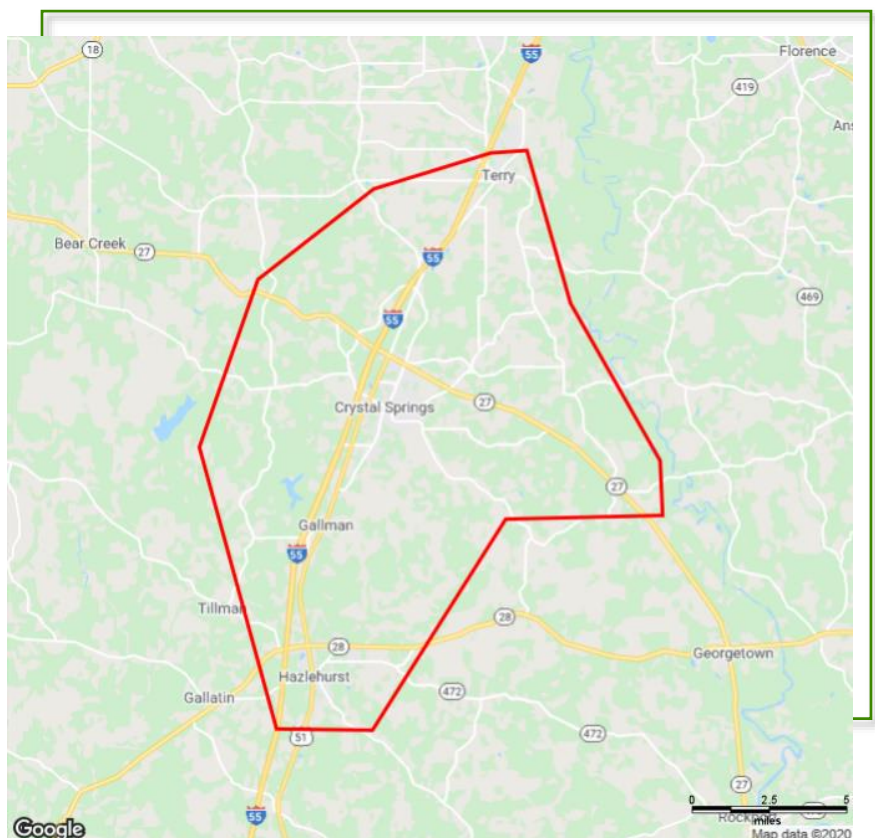 18
55
Florence
419
Ans
Terry
Bear Creek
27
55
469
55
Crystal Springs
27
27
Gallman
55
Tillman
28
28
Georgetown
Hazlehurst
Gallatin
472
51
472
27
0 2.5 5
miles
55
Google
Map data ©2020